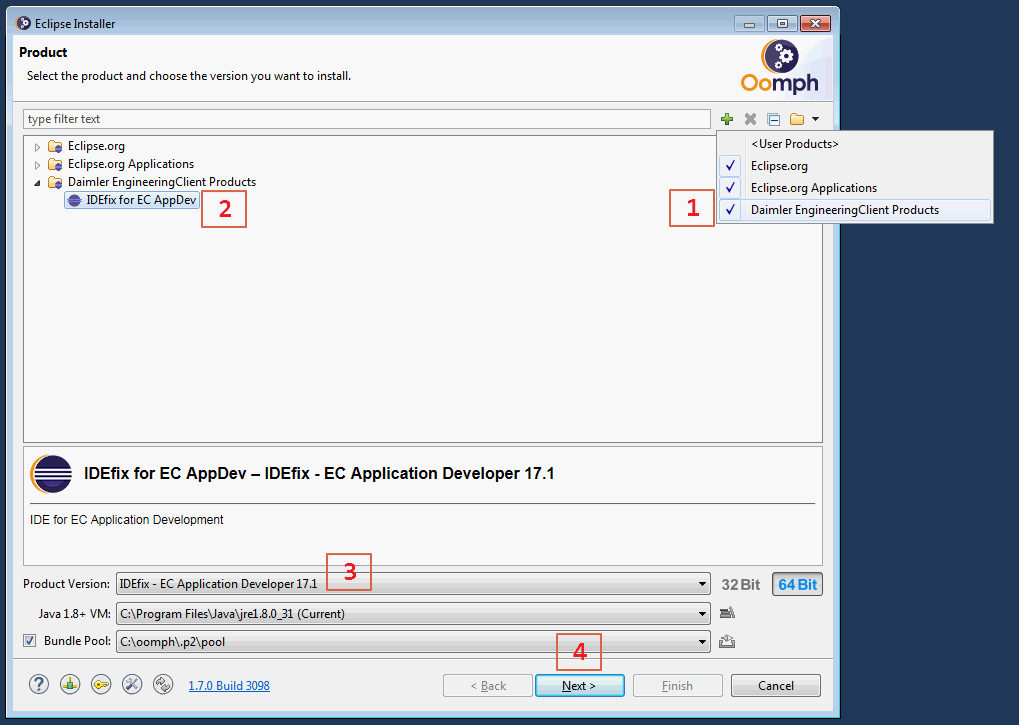 Eclipse Installer
Product
Select the product and choose the version you want to install.
Oomph
type filter text
<User Products>
Eclipse.org
Eclipse.org Applications
Daimler EngineeringClient Products
1
Eclipse.org
Eclipse.org Applications
Daimler EngineeringClient Products
IDEfix for EC AppDev
2
IDEfix for EC AppDev – IDEfix - EC Application Developer 17.1
IDE for EC Application Development
3
Product Version: IDEfix - EC Application Developer 17.1 32 Bit 64 Bit
Java 1.8+ VM: C:\Program Files\Java\jre1.8.0_31 (Current)
Bundle Pool: C:\oomph\.p2\pool
4
? 1.7.0 Build 3098 < Back Next > Finish Cancel